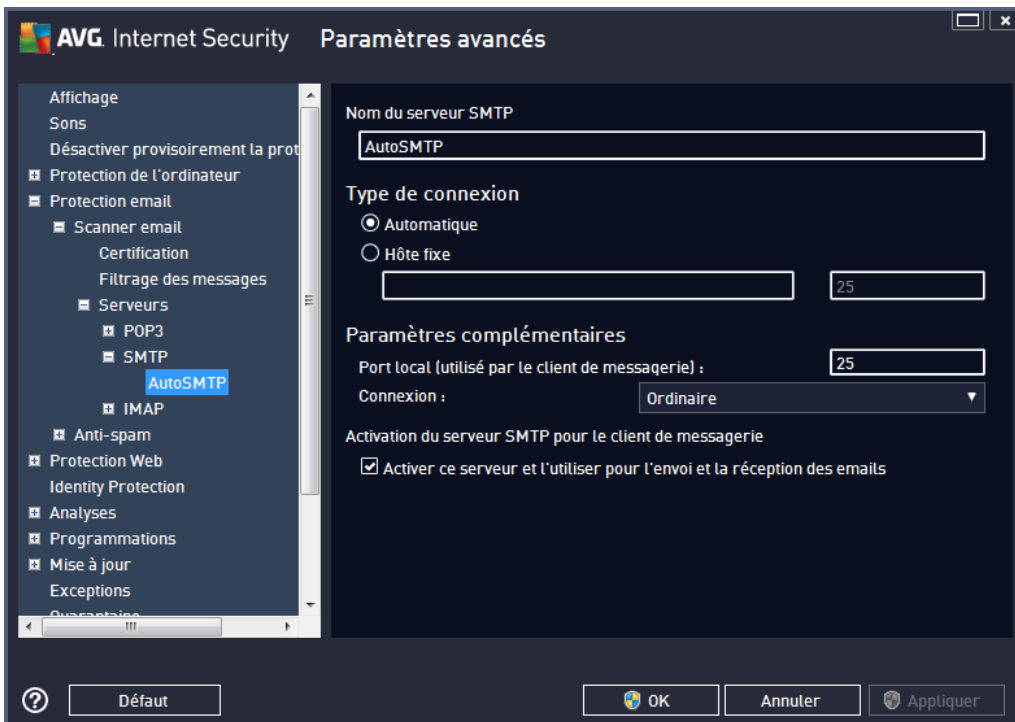 AVG. Internet Security Paramètres avancés
Affichage
Sons
Désactiver provisoirement la prot
Protection de l'ordinateur
Protection email
Scanner email
Certification
Filtrage des messages
Serveurs
POP3
SMTP
AutoSMTP
IMAP
Anti-spam
Protection Web
Identity Protection
Analyses
Programmations
Mise à jour
Exceptions
Quarantaine
Nom du serveur SMTP
AutoSMTP
Type de connexion
Automatique
Hôte fixe
25
Paramètres complémentaires
Port local (utilisé par le client de messagerie) : 25
Connexion : Ordinaire
Activation du serveur SMTP pour le client de messagerie
Activer ce serveur et l'utiliser pour l'envoi et la réception des emails
Défaut OK Annuler Appliquer